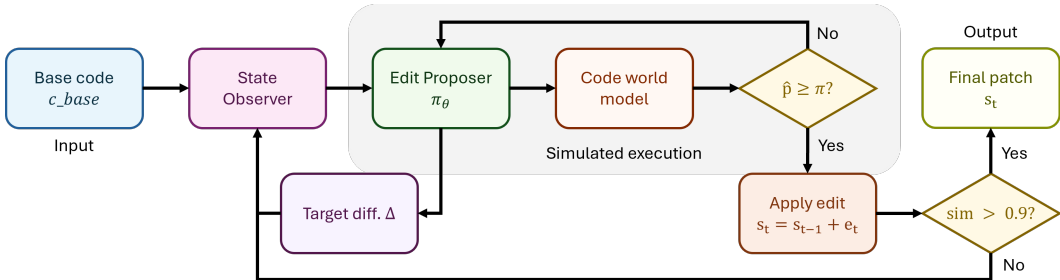 Base code
c_base
Input
State
Observer
Edit Proposer
π_θ
Code world
model
p̂ ≥ π?
No
Yes
Simulated execution
Target diff. Δ
Apply edit
s_t = s_{t−1} + e_t
sim > 0.9?
Yes
No
Output
Final patch
s_t